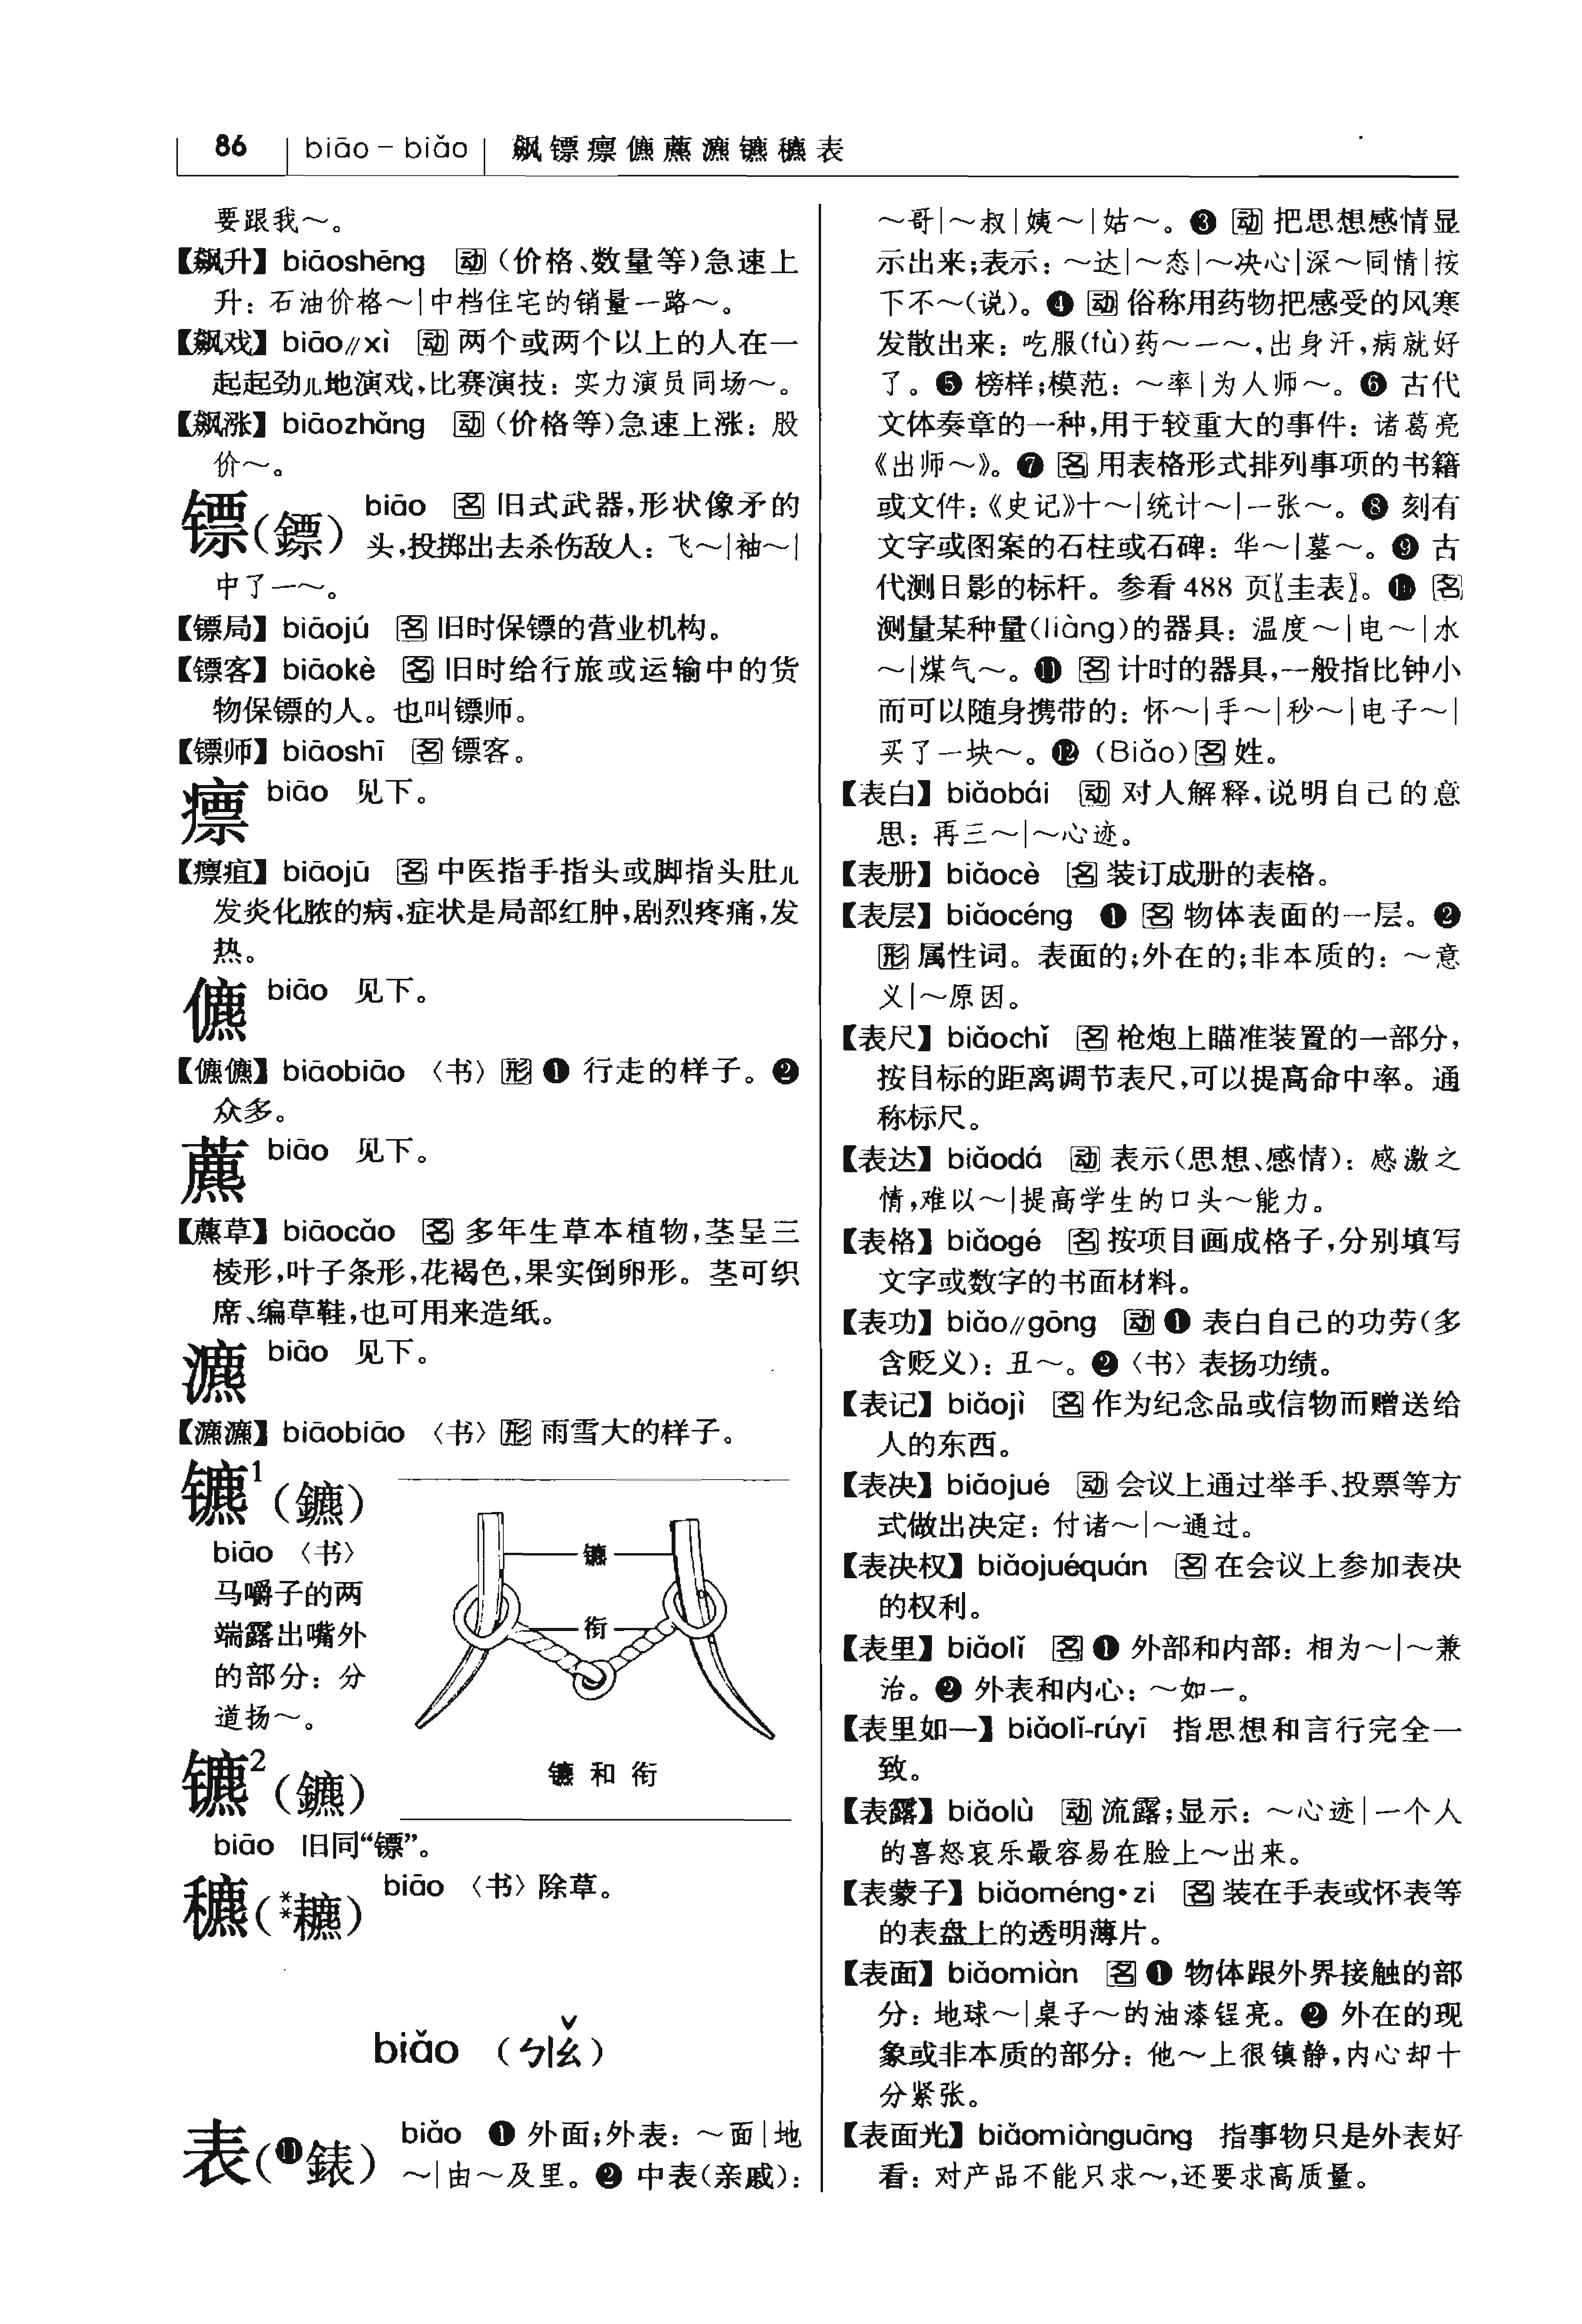 86 biāo－biǎo 飙镖瘭儦藨瀌镳穮表
要跟我～。
【飙升】 biāoshēng 动（价格、数量等）急速上
升：石油价格～|中档住宅的销量一路～。
【飙戏】 biāo∥xì 动 两个或两个以上的人在一
起起劲儿地演戏，比赛演技：实力演员同场～。
【飙涨】 biāozhǎng 动（价格等）急速上涨：股
价～。
镖（鏢） biāo 名 旧式武器，形状像矛的
头，投掷出去杀伤敌人：飞～|袖～|
中了一～。
【镖局】 biāojú 名 旧时保镖的营业机构。
【镖客】 biāokè 名 旧时给行旅或运输中的货
物保镖的人。也叫镖师。
【镖师】 biāoshī 名 镖客。
瘭 biāo 见下。
【瘭疽】 biāojū 名 中医指手指头或脚指头肚儿
发炎化脓的病，症状是局部红肿，剧烈疼痛，发
热。
儦 biāo 见下。
【儦儦】 biāobiāo 〈书〉形 ❶ 行走的样子。❷
众多。
藨 biāo 见下。
【藨草】 biāocǎo 名 多年生草本植物，茎呈三
棱形，叶子条形，花褐色，果实倒卵形。茎可织
席、编草鞋，也可用来造纸。
瀌 biāo 见下。
【瀌瀌】 biāobiāo 〈书〉形 雨雪大的样子。
镳¹（鑣）
biāo 〈书〉
马嚼子的两
端露出嘴外
的部分：分
道扬～。
镳
衔
镳和衔
镳²（鑣）
biāo 旧同“镖”。
穮（**䅺） biāo 〈书〉除草。
biǎo （ㄅㄧㄠˇ）
表（⓫錶） biǎo ❶ 外面；外表：～面|地
～|由～及里。❷ 中表（亲戚）：
～哥|～叔|姨～|姑～。❸ 动 把思想感情显
示出来；表示：～达|～态|～决心|深～同情|按
下不～（说）。❹ 动 俗称用药物把感受的风寒
发散出来：吃服(fù)药～一～，出身汗，病就好
了。❺ 榜样；模范：～率|为人师～。❻ 古代
文体奏章的一种，用于较重大的事件：诸葛亮
《出师～》。❼ 名 用表格形式排列事项的书籍
或文件：《史记》十～|统计～|一张～。❽ 刻有
文字或图案的石柱或石碑：华～|墓～。❾ 古
代测日影的标杆。参看 488 页〖圭表〗。❿ 名
测量某种量(liàng)的器具：温度～|电～|水
～|煤气～。⓫ 名 计时的器具，一般指比钟小
而可以随身携带的：怀～|手～|秒～|电子～|
买了一块～。⓬ （Biǎo）名 姓。
【表白】 biǎobái 动 对人解释，说明自己的意
思：再三～|～心迹。
【表册】 biǎocè 名 装订成册的表格。
【表层】 biǎocéng ❶ 名 物体表面的一层。❷
形 属性词。表面的；外在的；非本质的：～意
义|～原因。
【表尺】 biǎochǐ 名 枪炮上瞄准装置的一部分，
按目标的距离调节表尺，可以提高命中率。通
称标尺。
【表达】 biǎodá 动 表示（思想、感情）：感激之
情，难以～|提高学生的口头～能力。
【表格】 biǎogé 名 按项目画成格子，分别填写
文字或数字的书面材料。
【表功】 biǎo∥gōng 动 ❶ 表白自己的功劳（多
含贬义）：丑～。❷〈书〉表扬功绩。
【表记】 biǎojì 名 作为纪念品或信物而赠送给
人的东西。
【表决】 biǎojué 动 会议上通过举手、投票等方
式做出决定：付诸～|～通过。
【表决权】 biǎojuéquán 名 在会议上参加表决
的权利。
【表里】 biǎolǐ 名 ❶ 外部和内部：相为～|～兼
治。❷ 外表和内心：～如一。
【表里如一】 biǎolǐ-rúyī 指思想和言行完全一
致。
【表露】 biǎolù 动 流露；显示：～心迹|一个人
的喜怒哀乐最容易在脸上～出来。
【表蒙子】 biǎoméng•zi 名 装在手表或怀表等
的表盘上的透明薄片。
【表面】 biǎomiàn 名 ❶ 物体跟外界接触的部
分：地球～|桌子～的油漆锃亮。❷ 外在的现
象或非本质的部分：他～上很镇静，内心却十
分紧张。
【表面光】 biǎomiànguāng 指事物只是外表好
看：对产品不能只求～，还要求高质量。